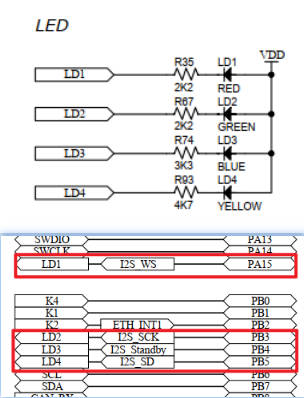 LED
VDD
LD1 R35 2K2 LD1 RED
LD2 R67 2K2 LD2 GREEN
LD3 R74 3K3 LD3 BLUE
LD4 R93 4K7 LD4 YELLOW
SWDIO PA13
SWCLK PA14
LD1 I2S_WS PA15
K4 PB0
K1 PB1
K2 ETH_INT1 PB2
LD2 I2S_SCK PB3
LD3 I2S_Standby PB4
LD4 I2S_SD PB5
SCL PB6
SDA PB7
CAN_RX PB8